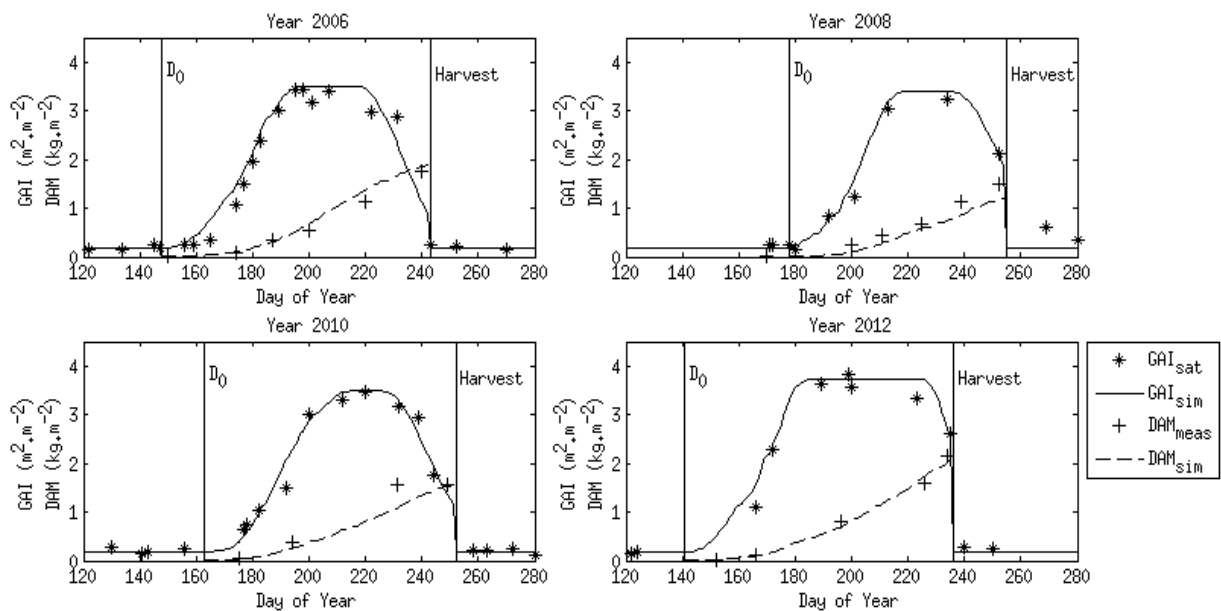 Year 2006
GAI (m².m⁻²)
DAM (kg.m⁻²)
4
3
2
1
0
D₀
Harvest
120 140 160 180 200 220 240 260 280
Day of Year
Year 2008
GAI (m².m⁻²)
DAM (kg.m⁻²)
4
3
2
1
0
D₀
Harvest
120 140 160 180 200 220 240 260 280
Day of Year
Year 2010
GAI (m².m⁻²)
DAM (kg.m⁻²)
4
3
2
1
0
D₀
Harvest
120 140 160 180 200 220 240 260 280
Day of Year
Year 2012
GAI (m².m⁻²)
DAM (kg.m⁻²)
4
3
2
1
0
D₀
Harvest
120 140 160 180 200 220 240 260 280
Day of Year
GAIsat
GAIsim
DAMmeas
DAMsim